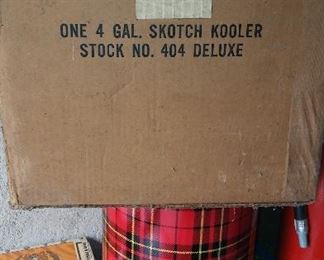 ONE 4 GAL. SKOTCH KOOLER
STOCK NO. 404 DELUXE